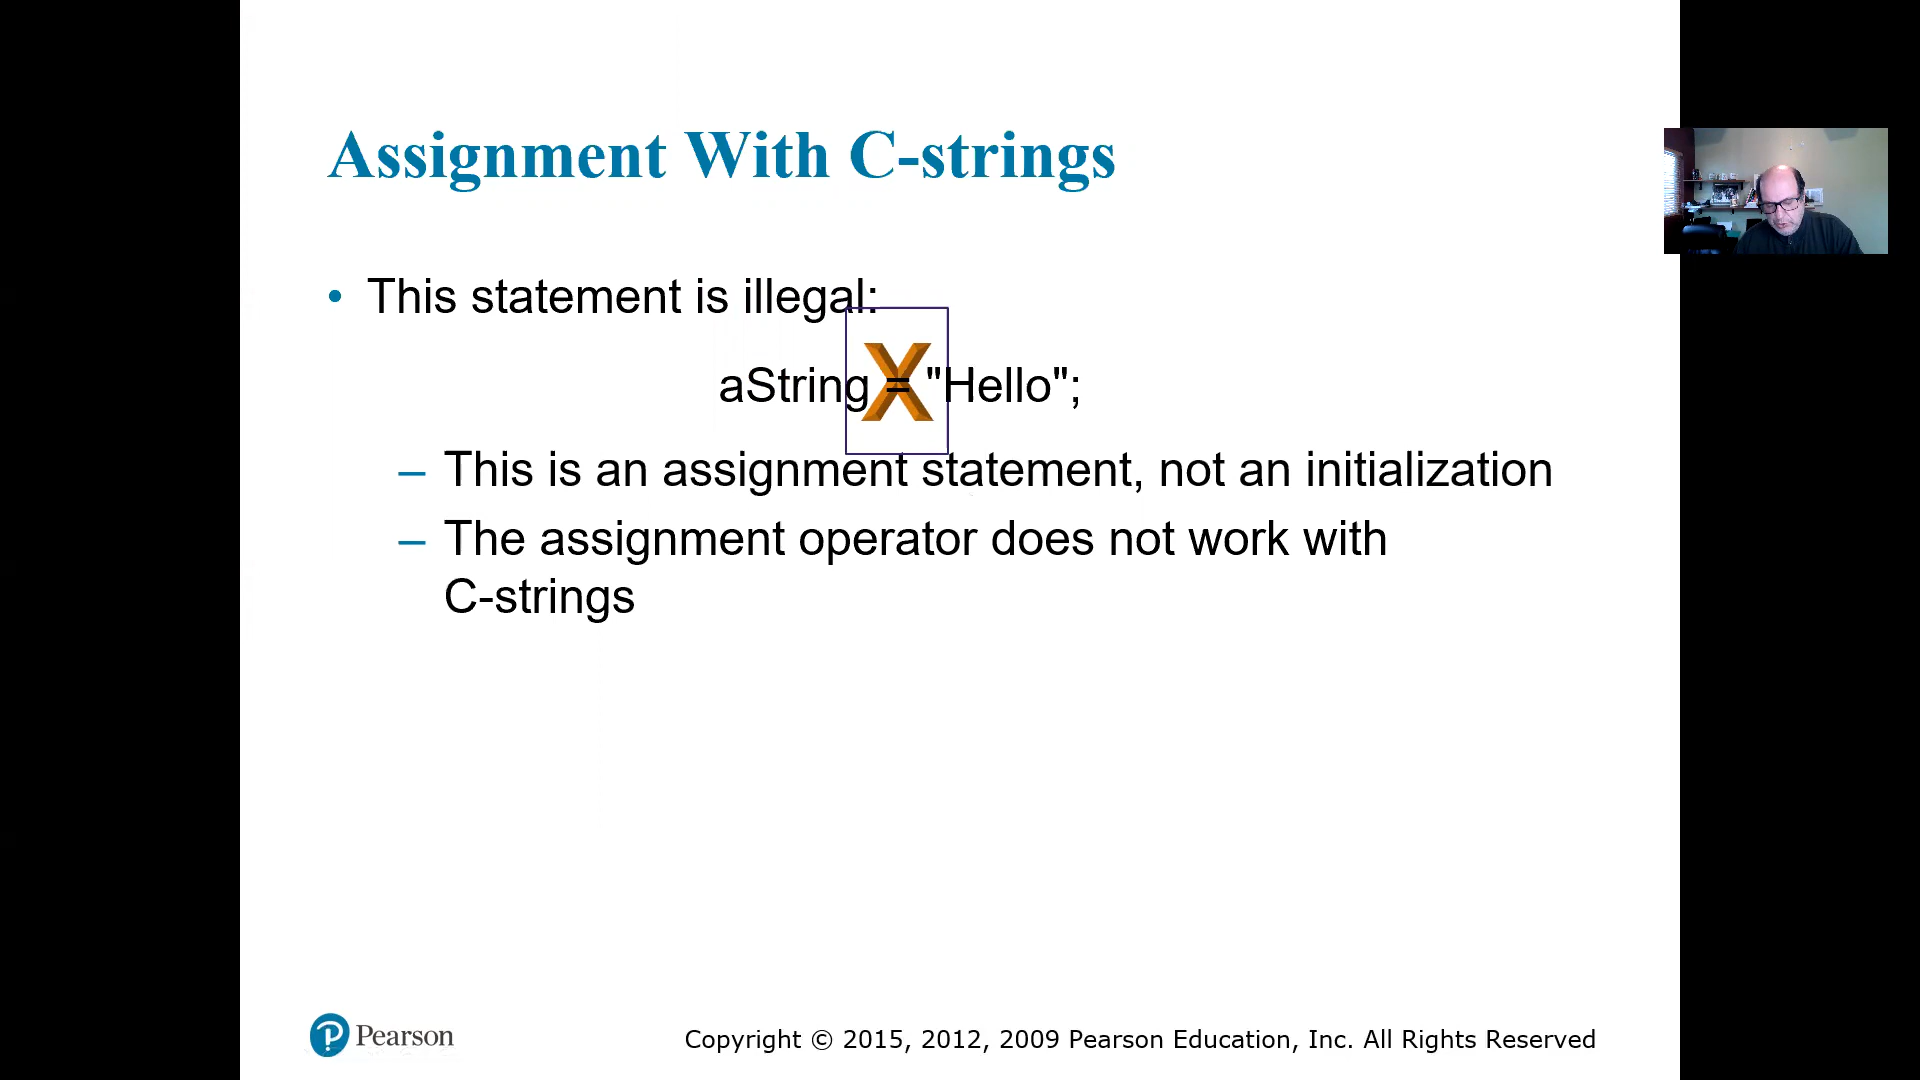 Assignment With C-strings
• This statement is illegal:
aString = "Hello";
– This is an assignment statement, not an initialization
– The assignment operator does not work with
C-strings
Pearson
Copyright © 2015, 2012, 2009 Pearson Education, Inc. All Rights Reserved